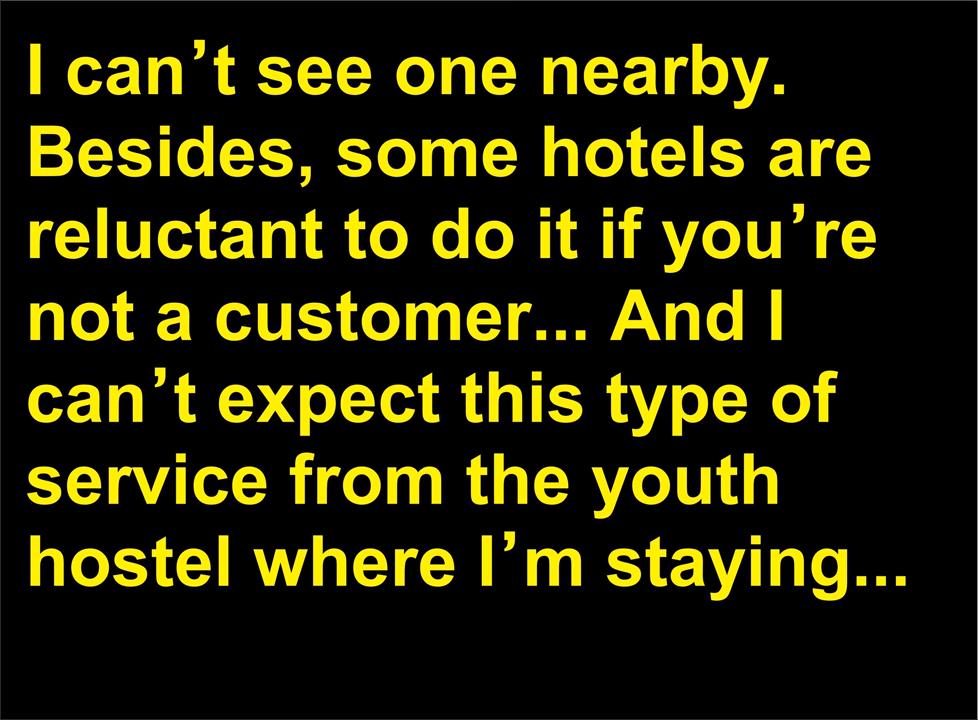 I can’t see one nearby.
Besides, some hotels are
reluctant to do it if you’re
not a customer... And I
can’t expect this type of
service from the youth
hostel where I’m staying...